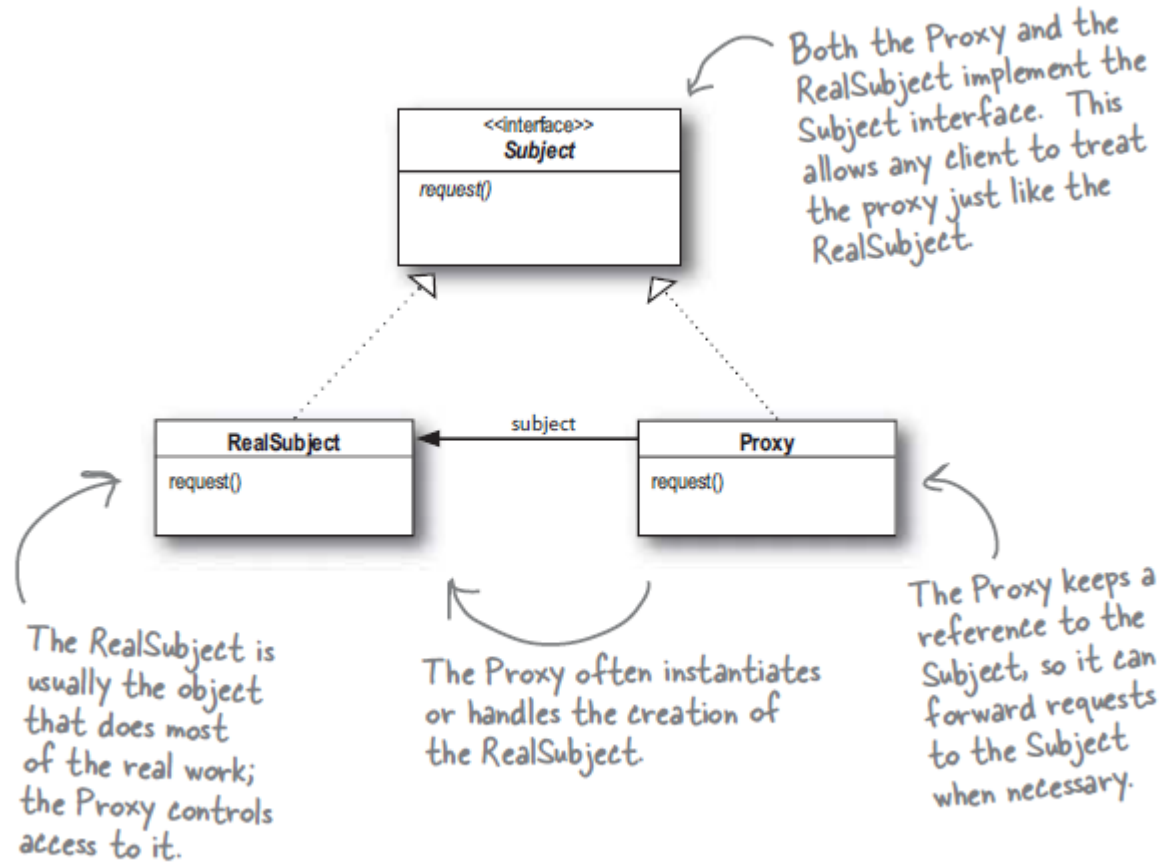 Both the Proxy and the
RealSubject implement the
Subject interface. This
allows any client to treat
the proxy just like the
RealSubject.
<<interface>>
Subject
request()
RealSubject
request()
subject
Proxy
request()
The RealSubject is
usually the object
that does most
of the real work;
the Proxy controls
access to it.
The Proxy often instantiates
or handles the creation of
the RealSubject.
The Proxy keeps a
reference to the
Subject, so it can
forward requests
to the Subject
when necessary.